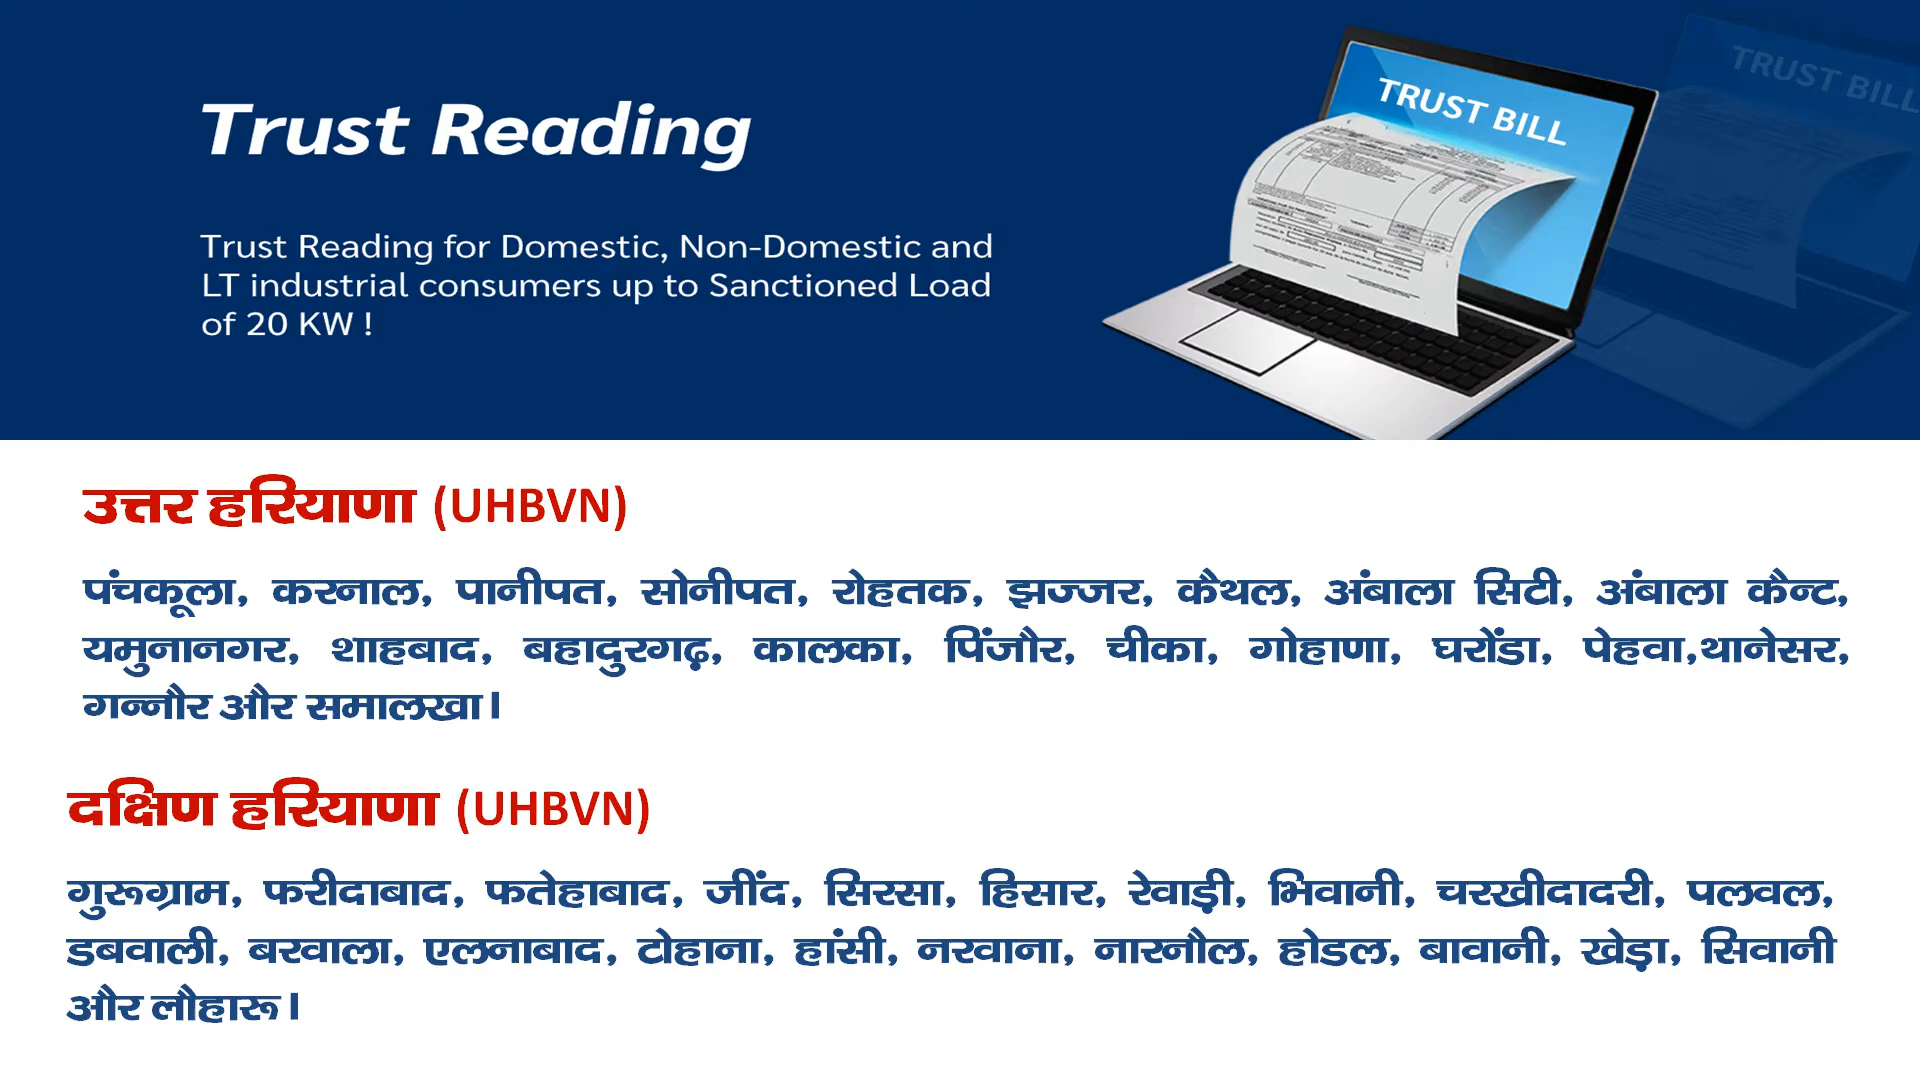 Trust Reading
Trust Reading for Domestic, Non-Domestic and
LT industrial consumers up to Sanctioned Load
of 20 KW !
TRUST BILL
TRUST BILL
उत्तर हरियाणा (UHBVN)
पंचकूला, करनाल, पानीपत, सोनीपत, रोहतक, झज्जर, कैथल, अंबाला सिटी, अंबाला कैन्ट,
यमुनानगर, शाहबाद, बहादुरगढ़, कालका, पिंजौर, चीका, गोहाणा, घरोंडा, पेहवा,थानेसर,
गन्नौर और समालखा।
दक्षिण हरियाणा (UHBVN)
गुरूग्राम, फरीदाबाद, फतेहाबाद, जींद, सिरसा, हिसार, रेवाड़ी, भिवानी, चरखीदादरी, पलवल,
डबवाली, बरवाला, एलनाबाद, टोहाना, हांसी, नरवाना, नारनौल, होडल, बावानी, खेड़ा, सिवानी
और लौहारू।